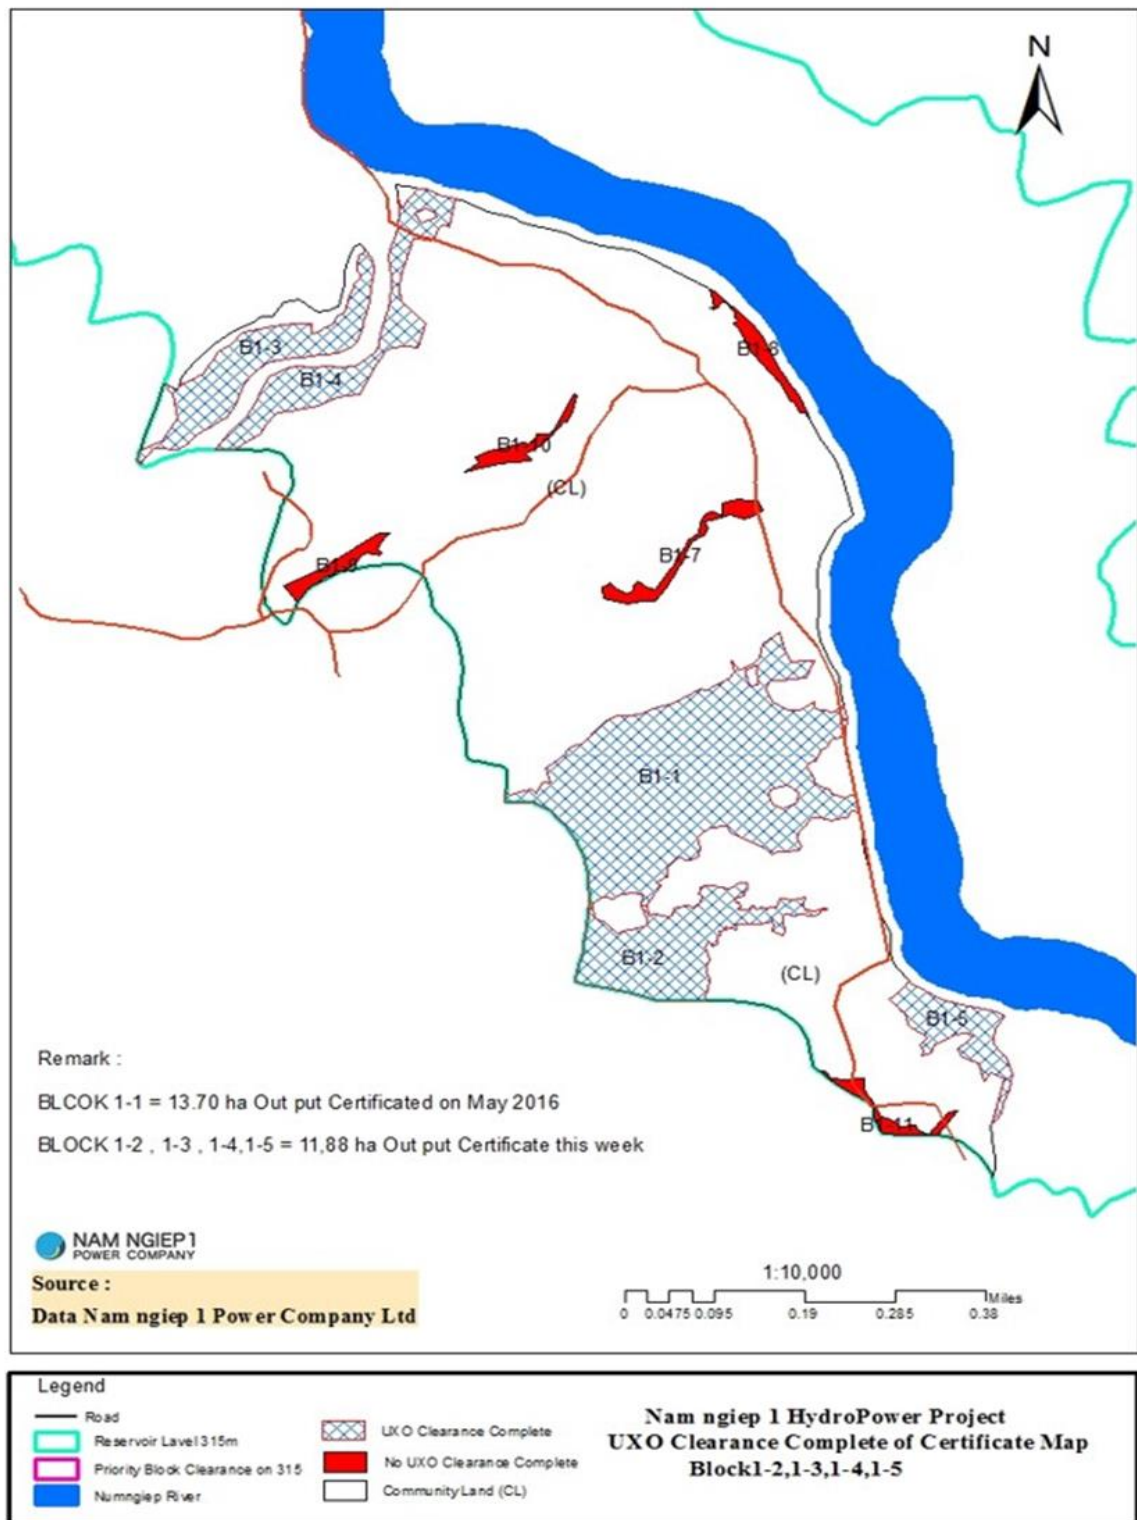 N
B1-3
B1-4
B1-6
B1-10
(CL)
B1-7
B1-9
B1-1
B1-2
(CL)
B1-5
B1-11
Remark :
BLCOK 1-1 = 13.70 ha Out put Certificated on May 2016
BLOCK 1-2 , 1-3 , 1-4,1-5 = 11,88 ha Out put Certificate this week
NAM NGIEP1
POWER COMPANY
Source :
Data Nam ngiep 1 Power Company Ltd
1:10,000
Miles
0 0.0475 0.095 0.19 0.285 0.38
Legend
Road
Reservoir Lavel 315m
Priority Block Clearance on 315
Numngiep River
UXO Clearance Complete
No UXO Clearance Complete
Community Land (CL)
Nam ngiep 1 HydroPower Project
UXO Clearance Complete of Certificate Map
Block1-2,1-3,1-4,1-5